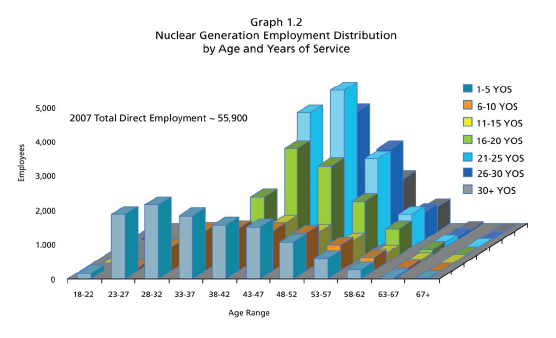 Graph 1.2
Nuclear Generation Employment Distribution
by Age and Years of Service
2007 Total Direct Employment ~ 55,900
Employees
5,000
4,000
3,000
2,000
1,000
0
18-22 23-27 28-32 33-37 38-42 43-47 48-52 53-57 58-62 63-67 67+
Age Range
1-5 YOS
6-10 YOS
11-15 YOS
16-20 YOS
21-25 YOS
26-30 YOS
30+ YOS